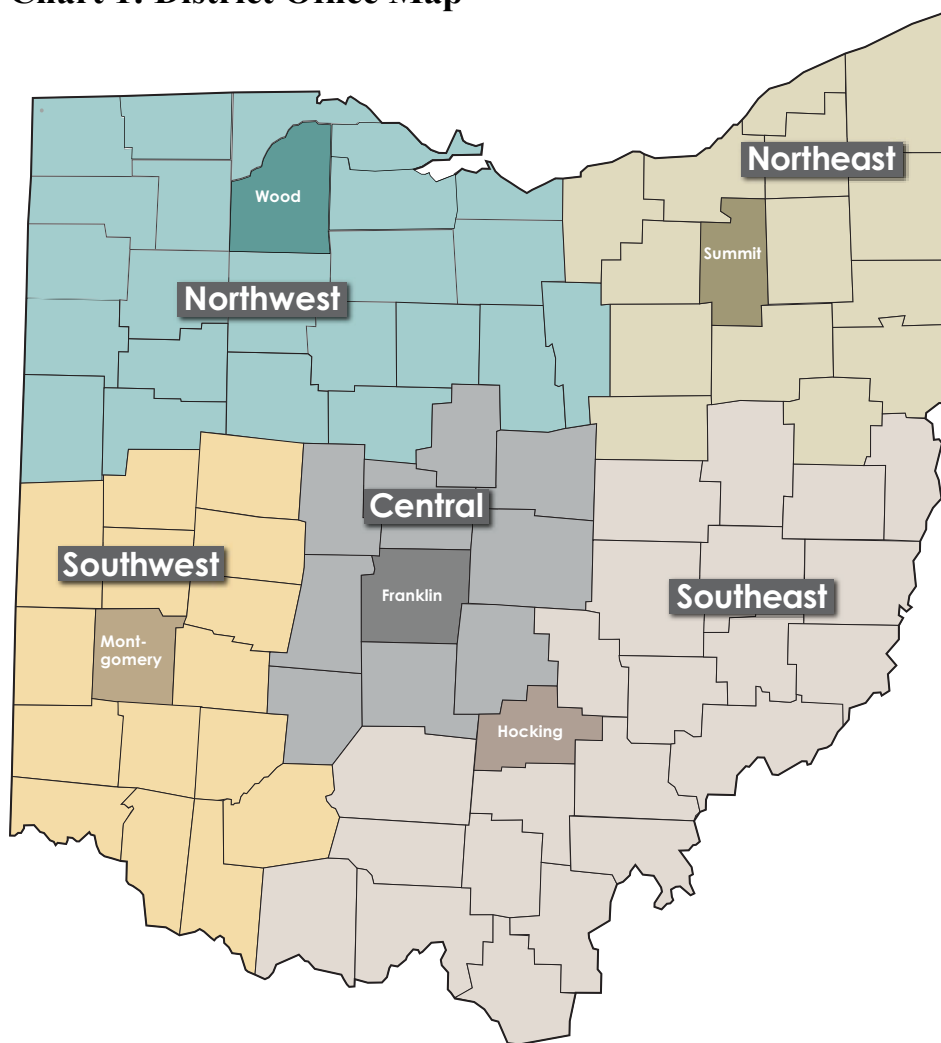 Chart 1: District Office Map
Northeast
Wood
Summit
Northwest
Central
Southwest
Franklin
Southeast
Mont-
gomery
Hocking